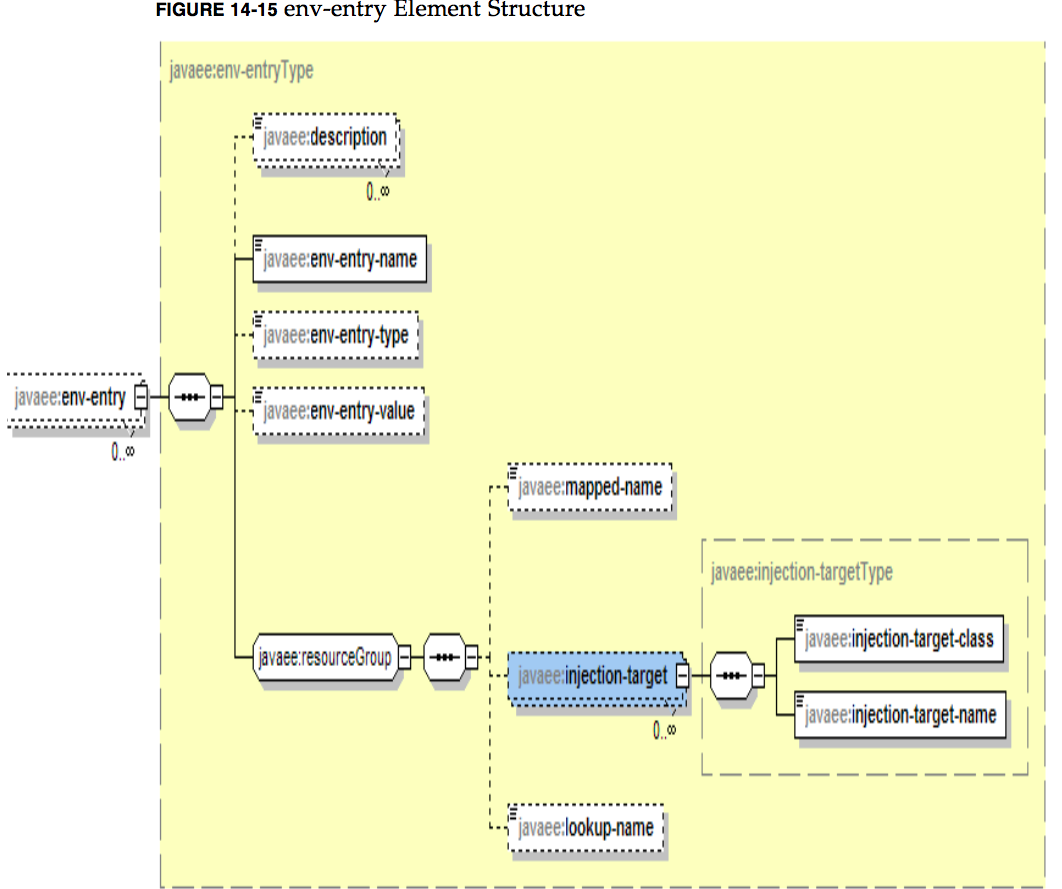 FIGURE 14-15 env-entry Element Structure
javaee:env-entryType
javaee:description
0..∞
javaee:env-entry-name
javaee:env-entry-type
javaee:env-entry
javaee:env-entry-value
0..∞
javaee:mapped-name
javaee:injection-targetType
javaee:injection-target-class
javaee:resourceGroup
javaee:injection-target
javaee:injection-target-name
0..∞
javaee:lookup-name